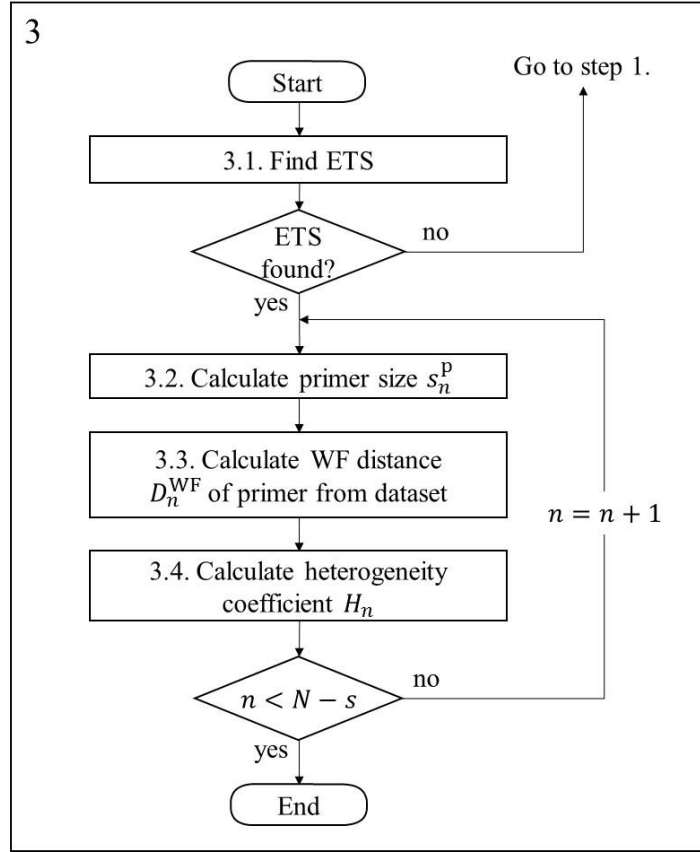 3
Start
Go to step 1.
3.1. Find ETS
ETS
found?
no
yes
3.2. Calculate primer size $s_n^{\mathrm{p}}$
3.3. Calculate WF distance
$D_n^{\mathrm{WF}}$ of primer from dataset
$n = n + 1$
3.4. Calculate heterogeneity
coefficient $H_n$
$n < N - s$
no
yes
End